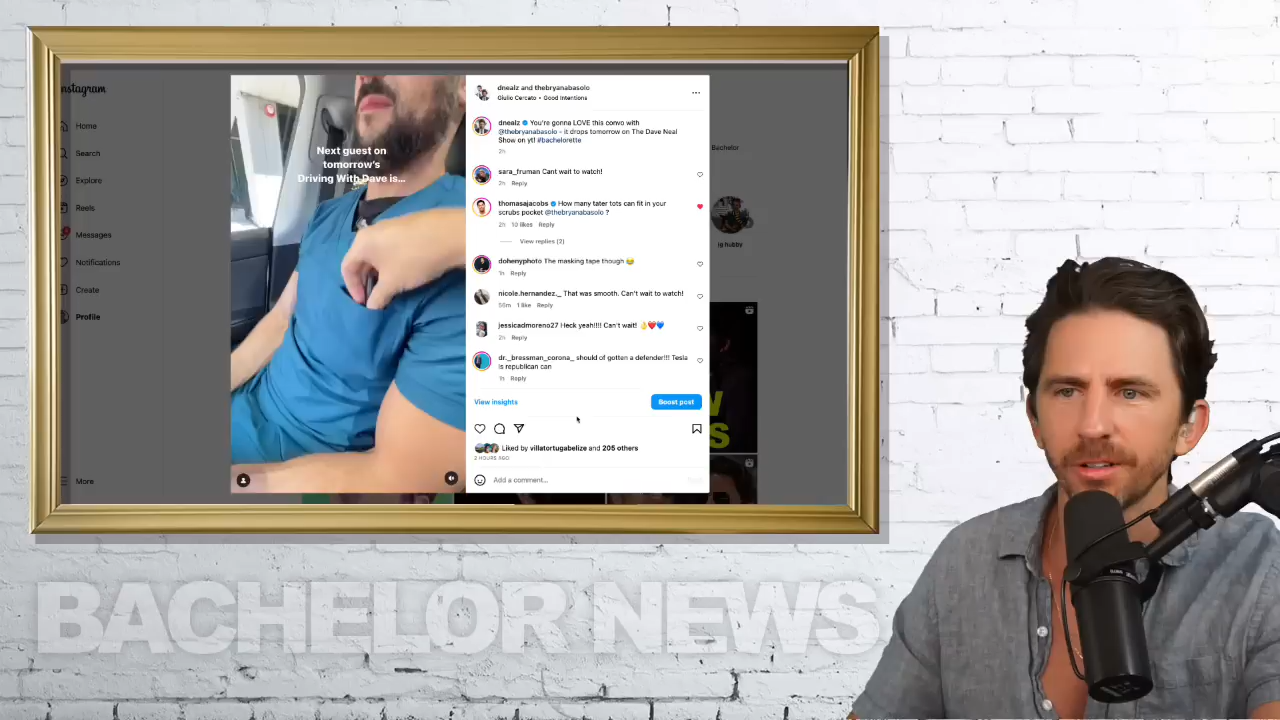 Instagram
Home
Search
Explore
Reels
Messages
Notifications
Create
Profile
More
Next guest on
tomorrow's
Driving With Dave is...
dnealz and thebryanabasolo
Giulio Cercato • Good Intentions
dnealz You're gonna LOVE this convo with
@thebryanabasolo - it drops tomorrow on The Dave Neal
Show on yt! #bachelorette
2h
sara_fruman Cant wait to watch!
2h Reply
thomasajacobs How many tater tots can fit in your
scrubs pocket @thebryanabasolo ?
2h 10 likes Reply
View replies (2)
dohenyphoto The masking tape though 😂
1h Reply
nicole.hernandez._ That was smooth. Can't wait to watch!
56m 1 like Reply
jessicadmoreno27 Heck yeah!!!! Can't wait! 👌❤️💙
2h Reply
dr._bressman_corona_ should of gotten a defender!!! Tesla
is republican can
1h Reply
View insights
Boost post
Liked by villatortugabelize and 205 others
2 HOURS AGO
Add a comment...
Bachelor
ig hubby
BACHELOR NEWS